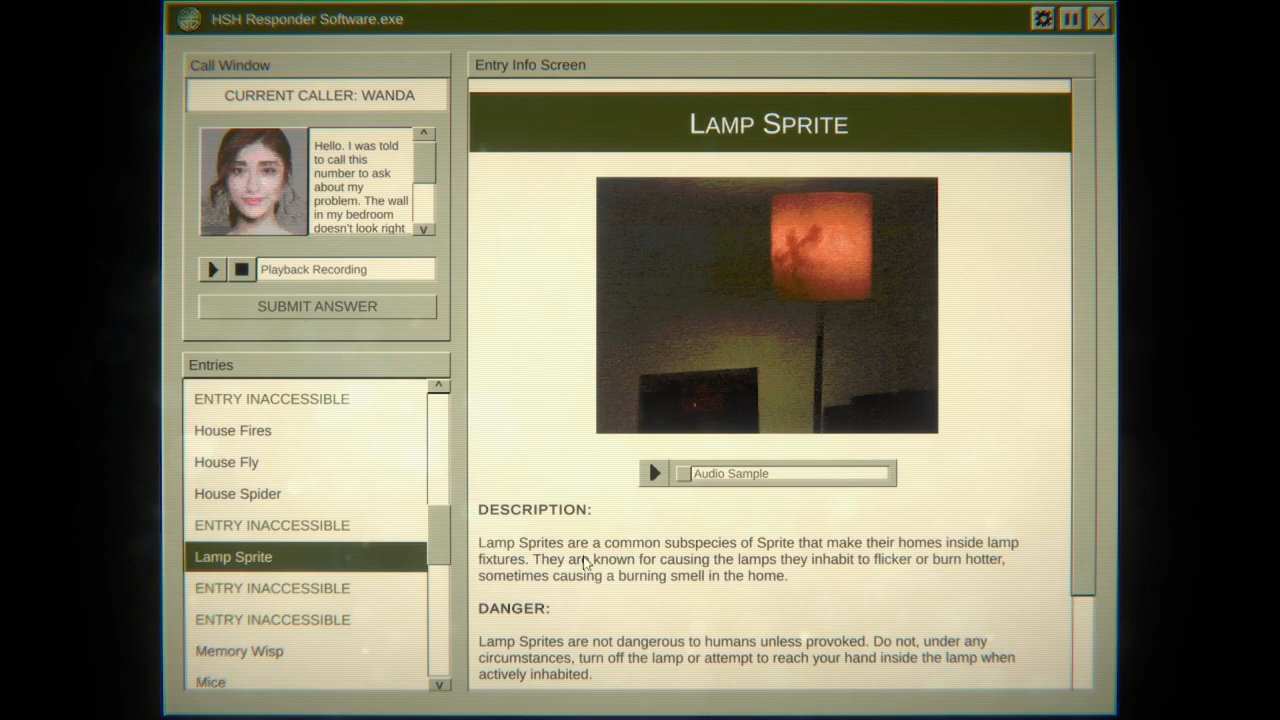 HSH Responder Software.exe
Call Window
CURRENT CALLER: WANDA
Hello. I was told
to call this
number to ask
about my
problem. The wall
in my bedroom
doesn't look right
Playback Recording
SUBMIT ANSWER
Entries
ENTRY INACCESSIBLE
House Fires
House Fly
House Spider
ENTRY INACCESSIBLE
Lamp Sprite
ENTRY INACCESSIBLE
ENTRY INACCESSIBLE
Memory Wisp
Mice
Entry Info Screen
LAMP SPRITE
Audio Sample
DESCRIPTION:
Lamp Sprites are a common subspecies of Sprite that make their homes inside lamp
fixtures. They are known for causing the lamps they inhabit to flicker or burn hotter,
sometimes causing a burning smell in the home.
DANGER:
Lamp Sprites are not dangerous to humans unless provoked. Do not, under any
circumstances, turn off the lamp or attempt to reach your hand inside the lamp when
actively inhabited.